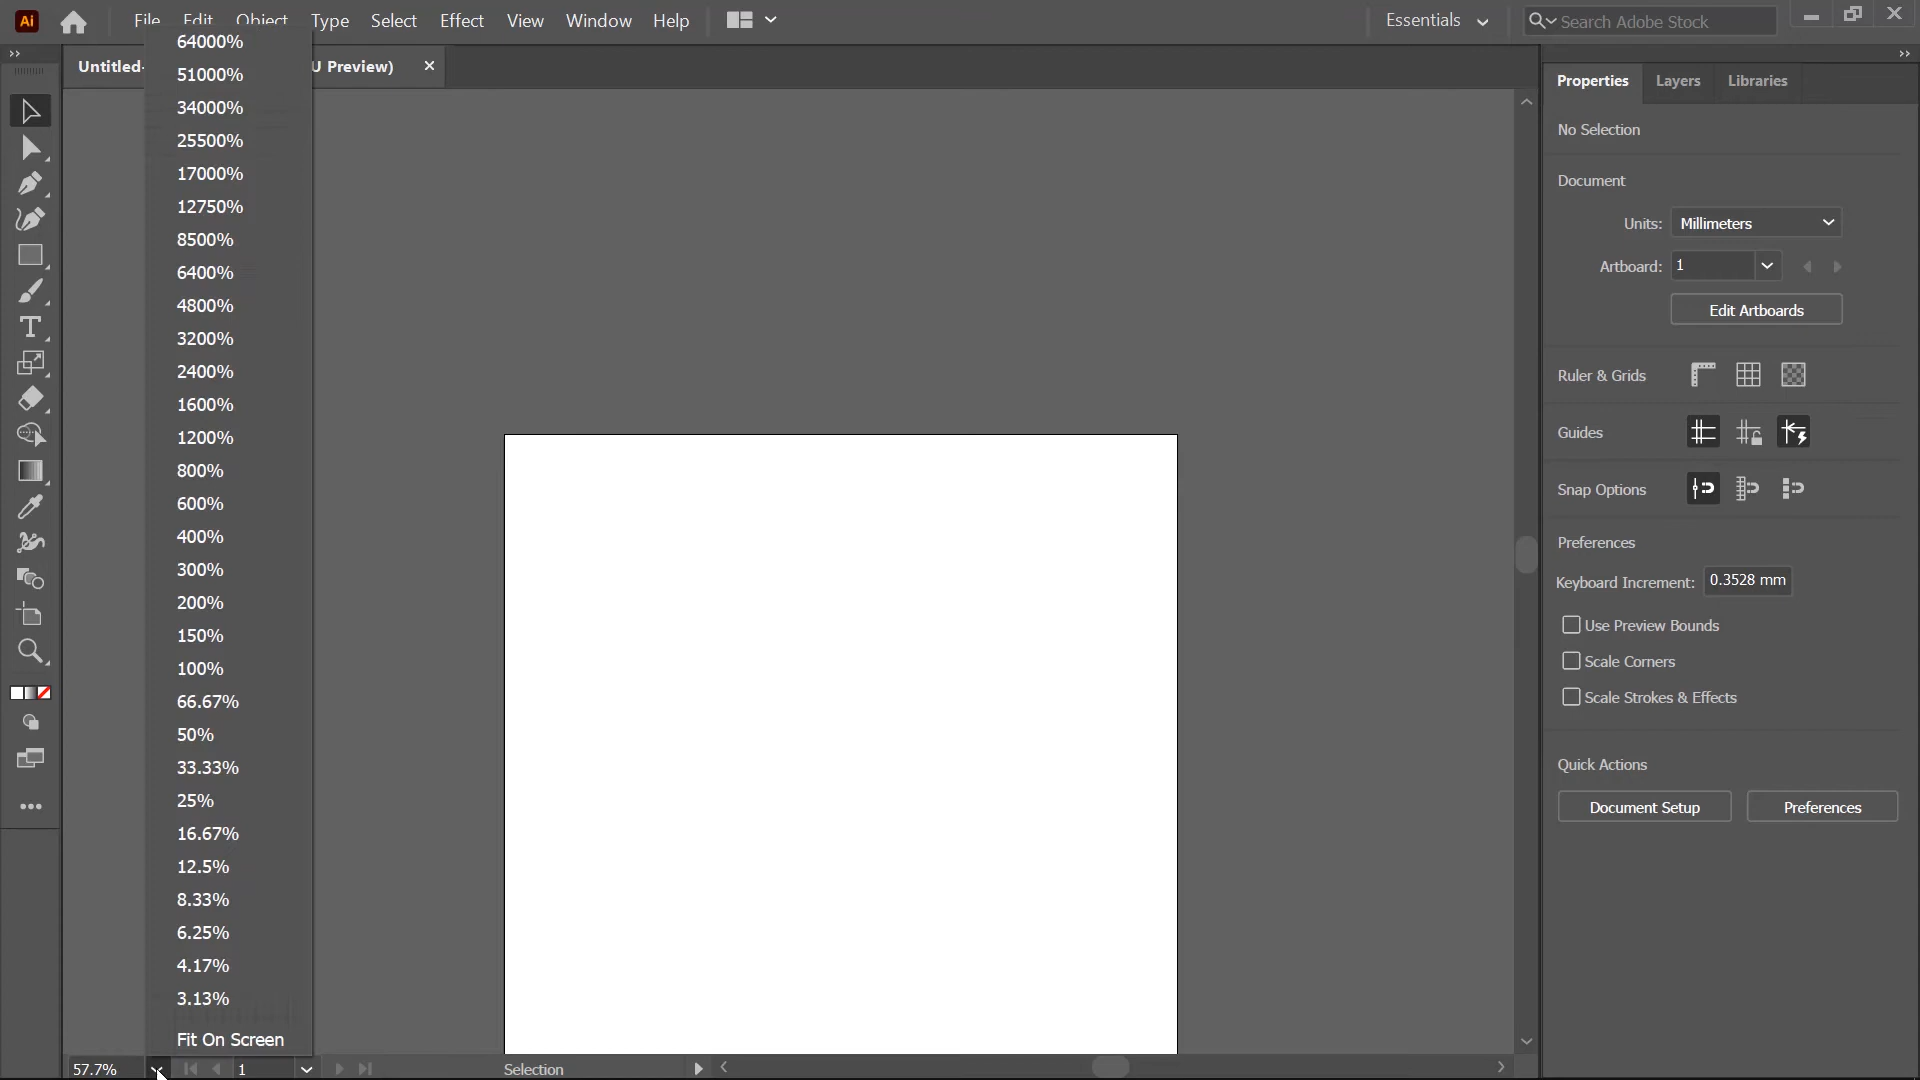 Ai File Edit Object Type Select Effect View Window Help Essentials Search Adobe Stock
Untitled- U Preview) ×
Properties Layers Libraries
No Selection
Document
Units: Millimeters
Artboard: 1
Edit Artboards
Ruler & Grids
Guides
Snap Options
Preferences
Keyboard Increment: 0.3528 mm
Use Preview Bounds
Scale Corners
Scale Strokes & Effects
Quick Actions
Document Setup Preferences
64000%
51000%
34000%
25500%
17000%
12750%
8500%
6400%
4800%
3200%
2400%
1600%
1200%
800%
600%
400%
300%
200%
150%
100%
66.67%
50%
33.33%
25%
16.67%
12.5%
8.33%
6.25%
4.17%
3.13%
Fit On Screen
57.7% 1 Selection